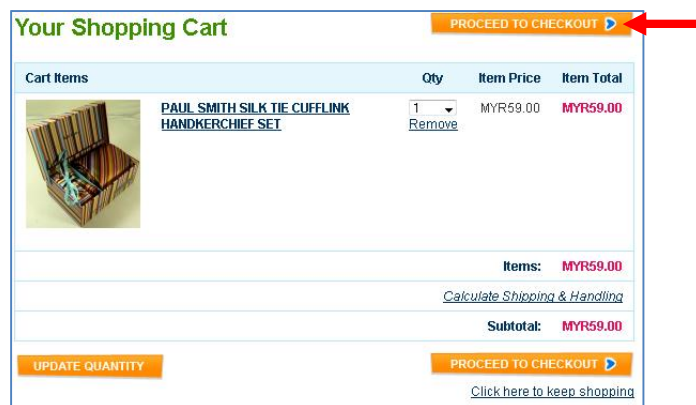 Your Shopping Cart
PROCEED TO CHECKOUT
Cart Items Qty Item Price Item Total
PAUL SMITH SILK TIE CUFFLINK 1 MYR59.00 MYR59.00
HANDKERCHIEF SET Remove
Items: MYR59.00
Calculate Shipping & Handling
Subtotal: MYR59.00
UPDATE QUANTITY PROCEED TO CHECKOUT
Click here to keep shopping